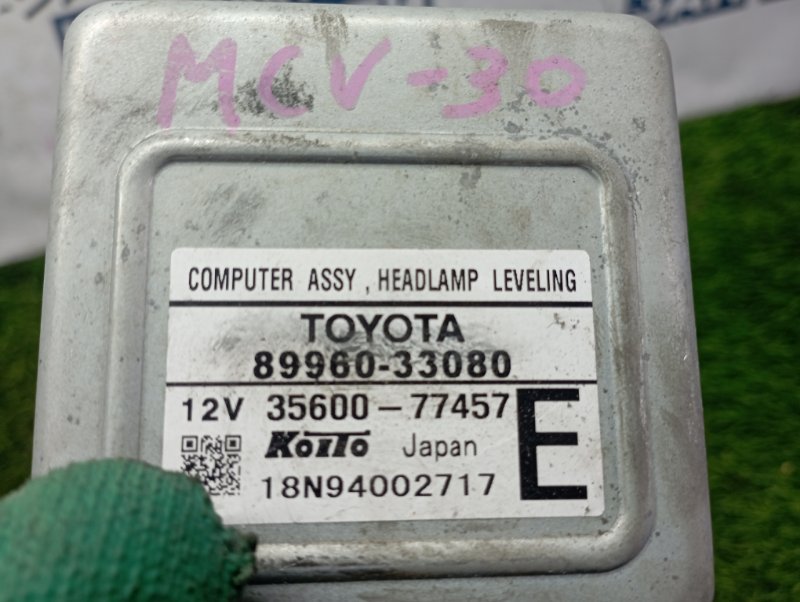 MCV-30
COMPUTER ASSY , HEADLAMP LEVELING
TOYOTA
89960-33080
12V 35600-77457 E
KOITO Japan
18N94002717